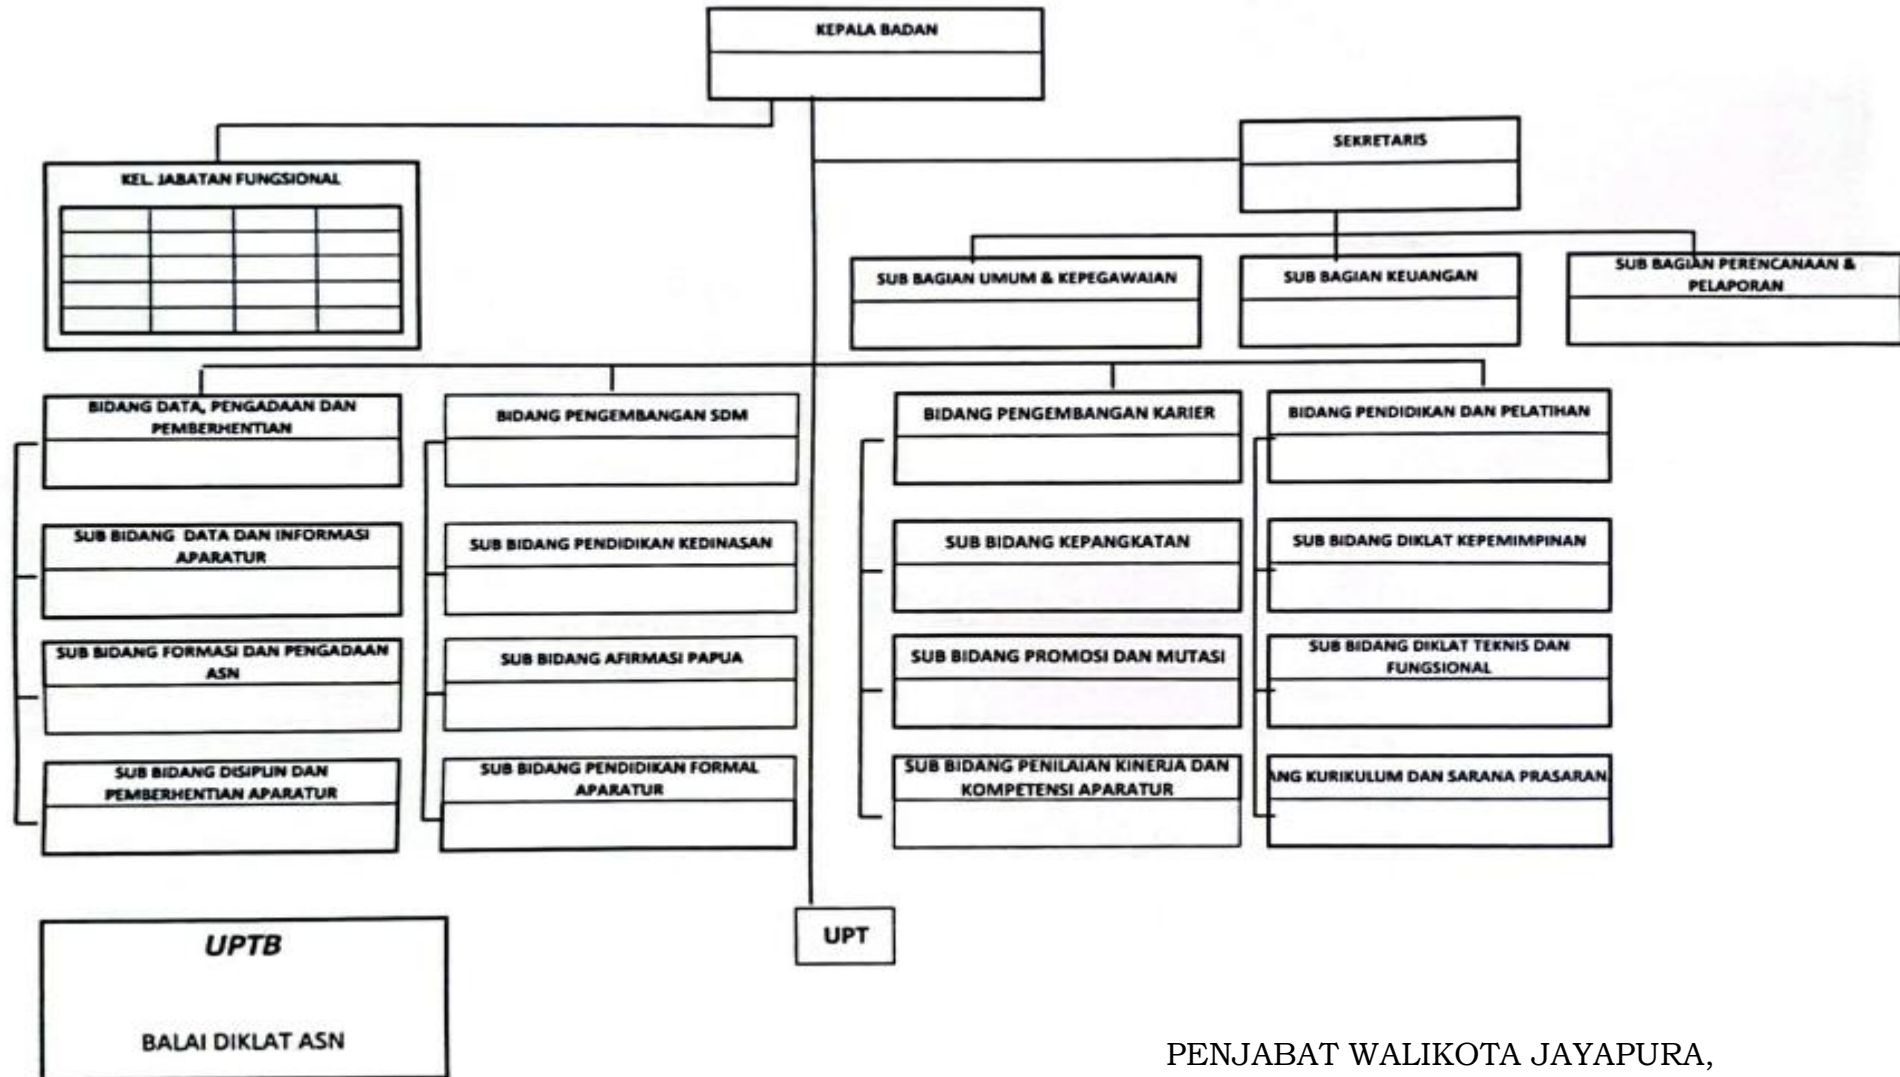 KEPALA BADAN
SEKRETARIS
KEL. JABATAN FUNGSIONAL
SUB BAGIAN UMUM & KEPEGAWAIAN
SUB BAGIAN KEUANGAN
SUB BAGIAN PERENCANAAN &
PELAPORAN
BIDANG DATA, PENGADAAN DAN
PEMBERHENTIAN
BIDANG PENGEMBANGAN SDM
BIDANG PENGEMBANGAN KARIER
BIDANG PENDIDIKAN DAN PELATIHAN
SUB BIDANG DATA DAN INFORMASI
APARATUR
SUB BIDANG PENDIDIKAN KEDINASAN
SUB BIDANG KEPANGKATAN
SUB BIDANG DIKLAT KEPEMIMPINAN
SUB BIDANG FORMASI DAN PENGADAAN
ASN
SUB BIDANG AFIRMASI PAPUA
SUB BIDANG PROMOSI DAN MUTASI
SUB BIDANG DIKLAT TEKNIS DAN
FUNGSIONAL
SUB BIDANG DISIPLIN DAN
PEMBERHENTIAN APARATUR
SUB BIDANG PENDIDIKAN FORMAL
APARATUR
SUB BIDANG PENILAIAN KINERJA DAN
KOMPETENSI APARATUR
ANG KURIKULUM DAN SARANA PRASARAN
UPTB
BALAI DIKLAT ASN
UPT
PENJABAT WALIKOTA JAYAPURA,